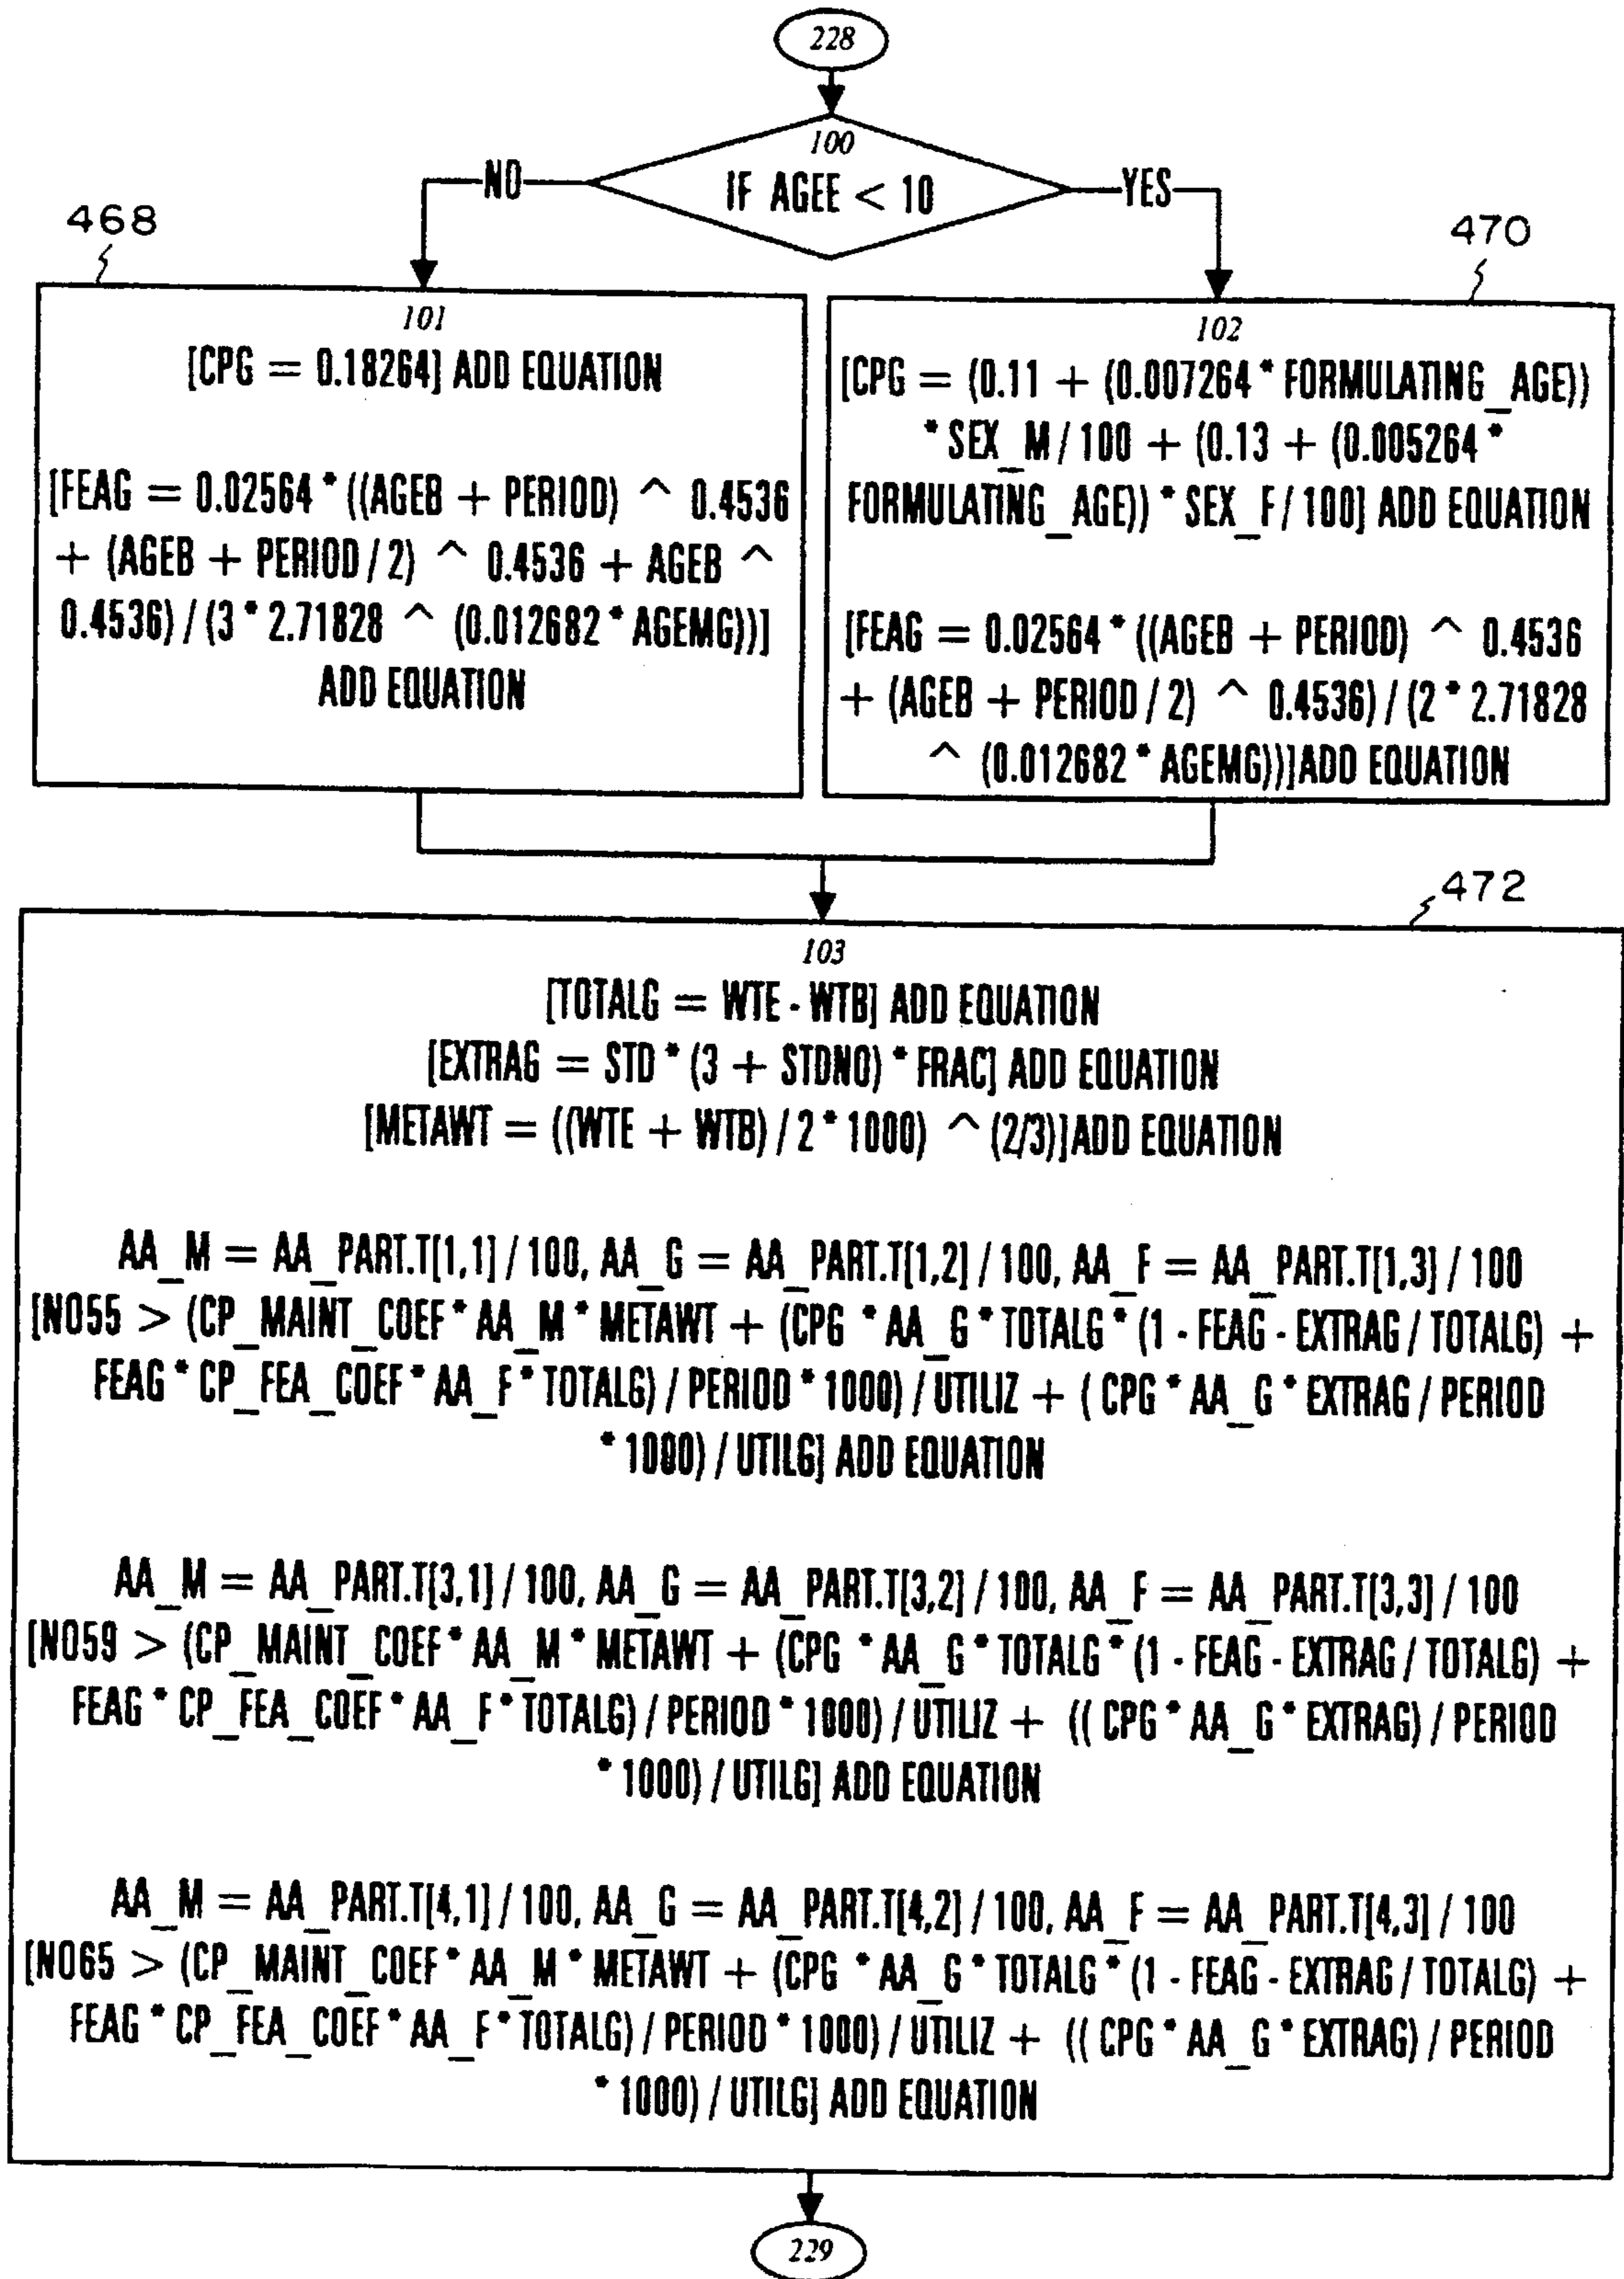 228
100
IF AGEE < 10
NO
YES
468
470
101
[CPG = 0.18264] ADD EQUATION
[FEAG = 0.02564 * ((AGEB + PERIOD) ^ 0.4536
+ (AGEB + PERIOD / 2) ^ 0.4536 + AGEB ^
0.4536) / (3 * 2.71828 ^ (0.012682 * AGEMG))]
ADD EQUATION
102
[CPG = (0.11 + (0.007264 * FORMULATING_AGE))
* SEX_M / 100 + (0.13 + (0.005264 *
FORMULATING_AGE)) * SEX_F / 100] ADD EQUATION
[FEAG = 0.02564 * ((AGEB + PERIOD) ^ 0.4536
+ (AGEB + PERIOD / 2) ^ 0.4536) / (2 * 2.71828
^ (0.012682 * AGEMG))]ADD EQUATION
472
103
[TOTALG = WTE - WTB] ADD EQUATION
[EXTRAG = STD * (3 + STDNO) * FRAC] ADD EQUATION
[METAWT = ((WTE + WTB) / 2 * 1000) ^ (2/3)]ADD EQUATION
AA_M = AA_PART.T[1,1] / 100, AA_G = AA_PART.T[1,2] / 100, AA_F = AA_PART.T[1,3] / 100
[NO55 > (CP_MAINT_COEF * AA_M * METAWT + (CPG * AA_G * TOTALG * (1 - FEAG - EXTRAG / TOTALG) +
FEAG * CP_FEA_COEF * AA_F * TOTALG) / PERIOD * 1000) / UTILIZ + ( CPG * AA_G * EXTRAG / PERIOD
* 1000) / UTILG] ADD EQUATION
AA_M = AA_PART.T[3,1] / 100, AA_G = AA_PART.T[3,2] / 100, AA_F = AA_PART.T[3,3] / 100
[NO59 > (CP_MAINT_COEF * AA_M * METAWT + (CPG * AA_G * TOTALG * (1 - FEAG - EXTRAG / TOTALG) +
FEAG * CP_FEA_COEF * AA_F * TOTALG) / PERIOD * 1000) / UTILIZ + (( CPG * AA_G * EXTRAG) / PERIOD
* 1000) / UTILG] ADD EQUATION
AA_M = AA_PART.T[4,1] / 100, AA_G = AA_PART.T[4,2] / 100, AA_F = AA_PART.T[4,3] / 100
[NO65 > (CP_MAINT_COEF * AA_M * METAWT + (CPG * AA_G * TOTALG * (1 - FEAG - EXTRAG / TOTALG) +
FEAG * CP_FEA_COEF * AA_F * TOTALG) / PERIOD * 1000) / UTILIZ + (( CPG * AA_G * EXTRAG) / PERIOD
* 1000) / UTILG] ADD EQUATION
229